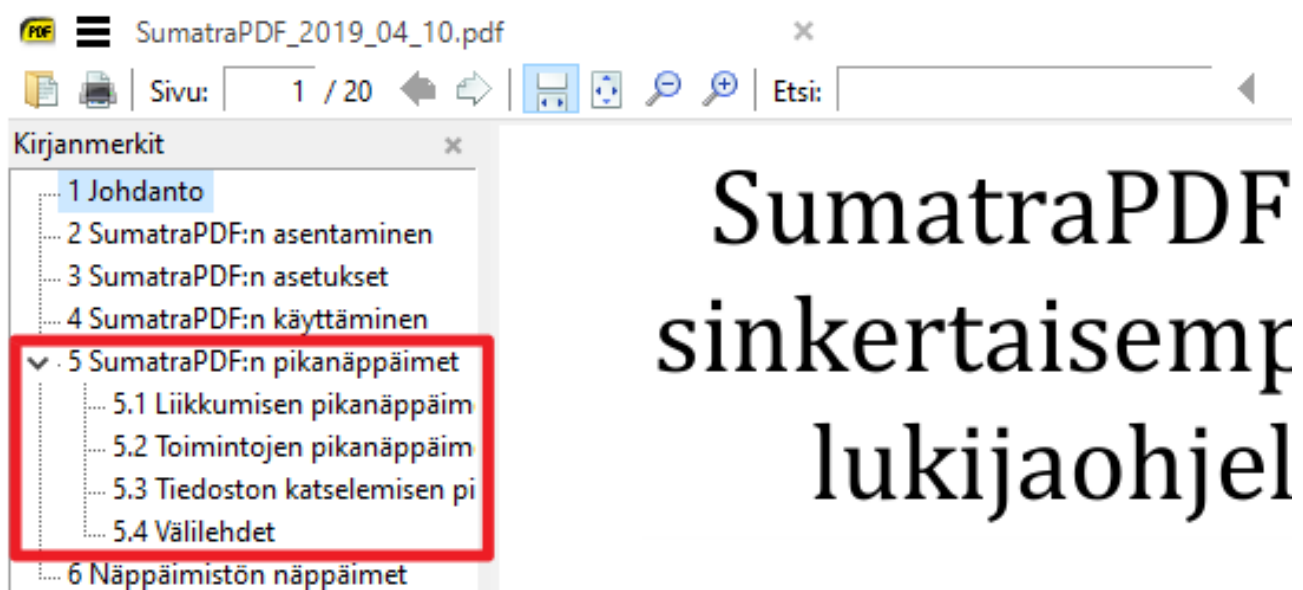 PDF SumatraPDF_2019_04_10.pdf
Sivu: 1 / 20 Etsi:
Kirjanmerkit
1 Johdanto
2 SumatraPDF:n asentaminen
3 SumatraPDF:n asetukset
4 SumatraPDF:n käyttäminen
5 SumatraPDF:n pikanäppäimet
5.1 Liikkumisen pikanäppäim
5.2 Toimintojen pikanäppäim
5.3 Tiedoston katselemisen pi
5.4 Välilehdet
6 Näppäimistön näppäimet
SumatraPDF
sinkertaisemp
lukijaohjel